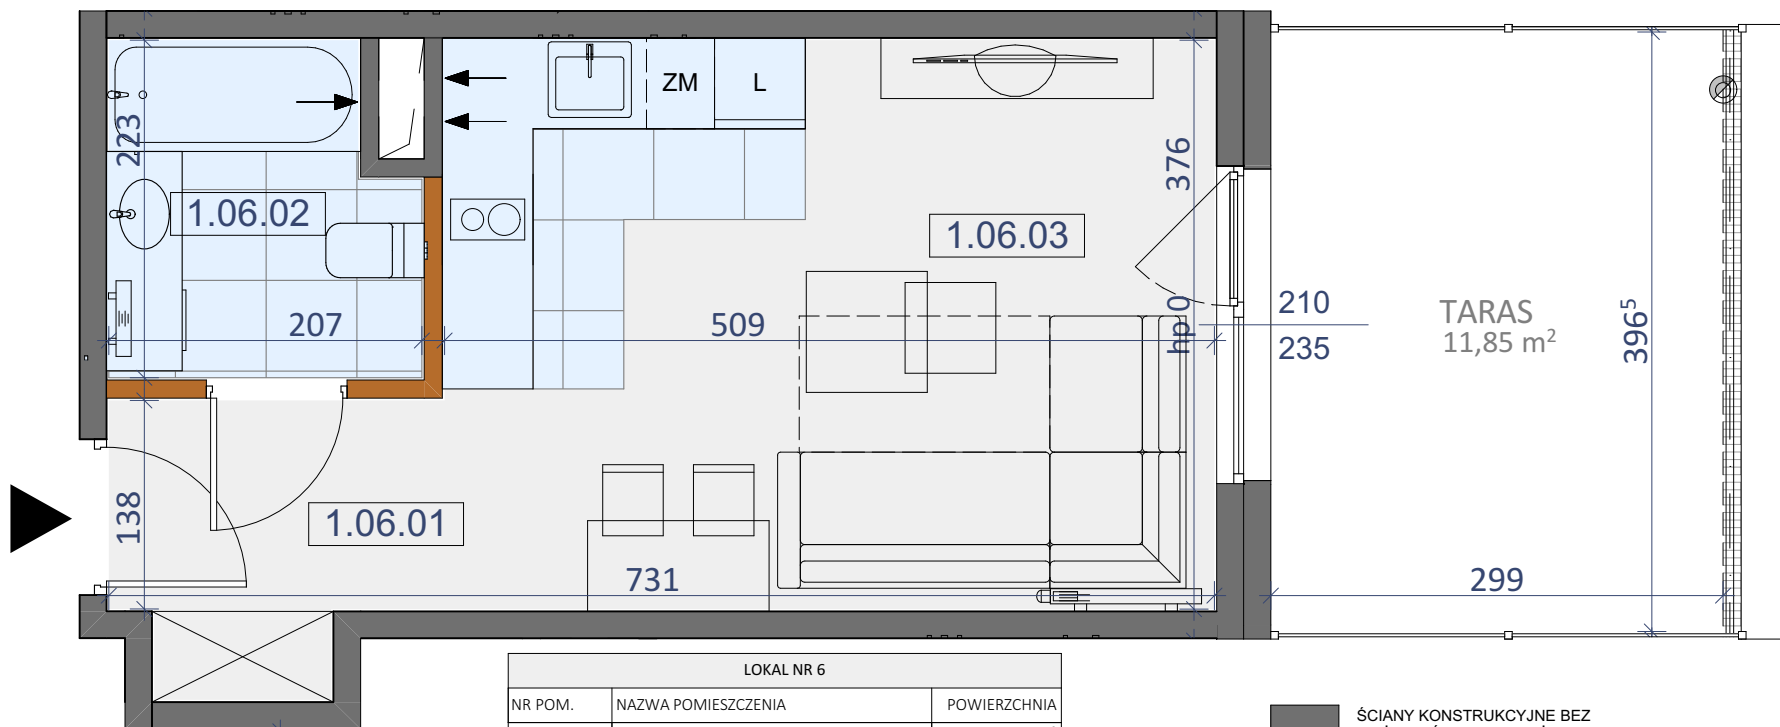 ZM
L
223
1.06.02
376
1.06.03
207
509
hp 0
210
235
TARAS
11,85 m²
396⁵
138
1.06.01
731
299
LOKAL NR 6
NR POM. NAZWA POMIESZCZENIA POWIERZCHNIA
ŚCIANY KONSTRUKCYJNE BEZ